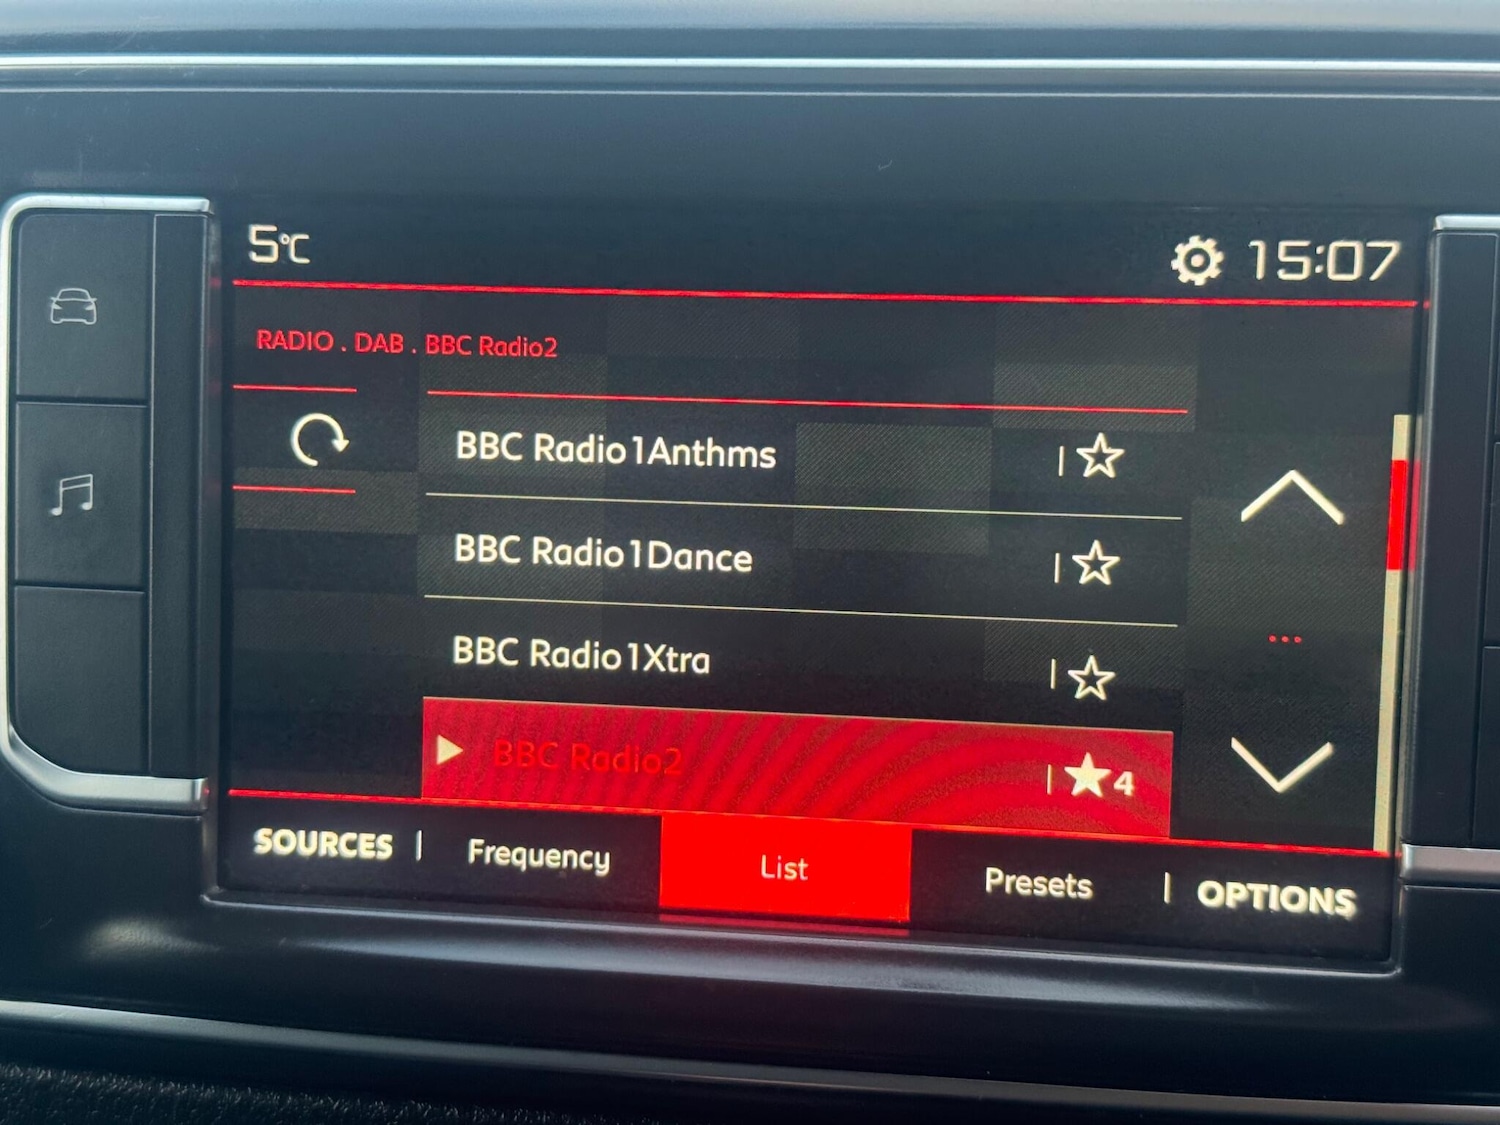 5°C
15:07
RADIO . DAB . BBC Radio2
BBC Radio1Anthms
BBC Radio1Dance
BBC Radio1Xtra
BBC Radio2
4
SOURCES
Frequency
List
Presets
OPTIONS